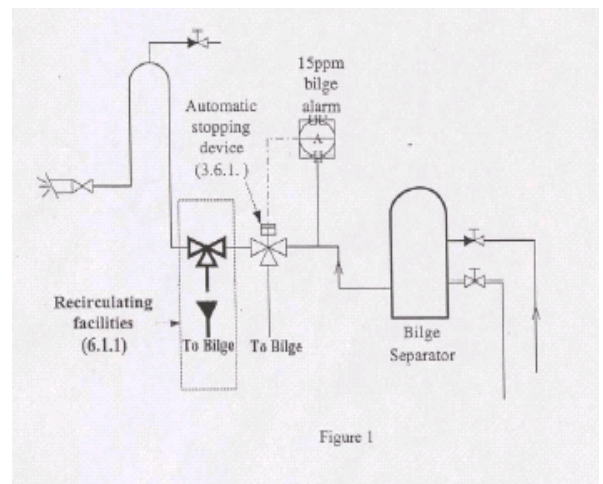 15ppm
bilge
alarm
Automatic
stopping
device
(3.6.1. )
A
Recirculating
facilities
(6.1.1)
To Bilge
To Bilge
Bilge
Separator
Figure 1